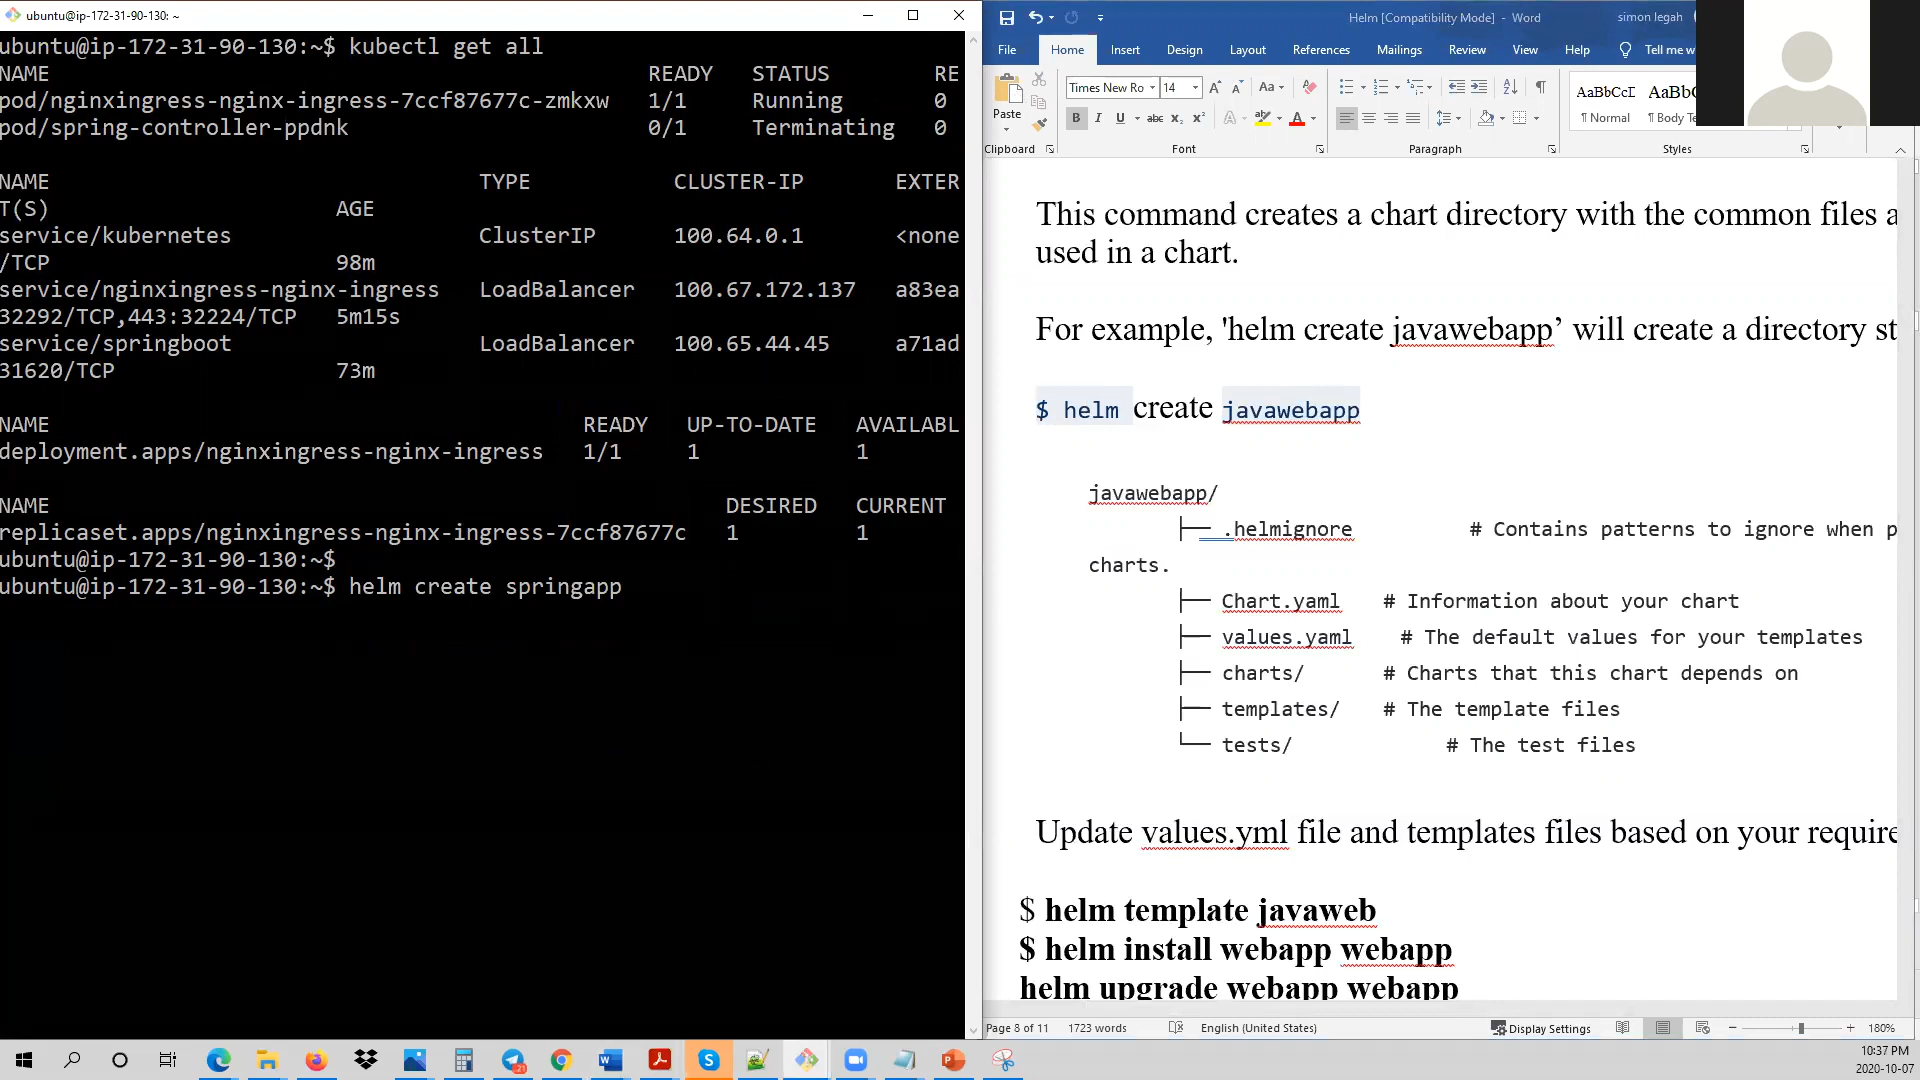 ubuntu@ip-172-31-90-130: ~
ubuntu@ip-172-31-90-130:~$ kubectl get all
NAME READY STATUS RE
pod/nginxingress-nginx-ingress-7ccf87677c-zmkxw 1/1 Running 0
pod/spring-controller-ppdnk 0/1 Terminating 0
NAME TYPE CLUSTER-IP EXTER
T(S) AGE
service/kubernetes ClusterIP 100.64.0.1 <none
/TCP 98m
service/nginxingress-nginx-ingress LoadBalancer 100.67.172.137 a83ea
32292/TCP,443:32224/TCP 5m15s
service/springboot LoadBalancer 100.65.44.45 a71ad
31620/TCP 73m
NAME READY UP-TO-DATE AVAILABL
deployment.apps/nginxingress-nginx-ingress 1/1 1 1
NAME DESIRED CURRENT
replicaset.apps/nginxingress-nginx-ingress-7ccf87677c 1 1
ubuntu@ip-172-31-90-130:~$
ubuntu@ip-172-31-90-130:~$ helm create springapp
Helm [Compatibility Mode] - Word simon legah
File Home Insert Design Layout References Mailings Review View Help Tell me w
Paste
Times New Ro 14
AaBbCcD AaBbC
¶ Normal ¶ Body Te
Clipboard Font Paragraph Styles
This command creates a chart directory with the common files a
used in a chart.
For example, 'helm create javawebapp’ will create a directory st
$ helm create javawebapp
javawebapp/
├── .helmignore # Contains patterns to ignore when p
charts.
├── Chart.yaml # Information about your chart
├── values.yaml # The default values for your templates
├── charts/ # Charts that this chart depends on
├── templates/ # The template files
└── tests/ # The test files
Update values.yml file and templates files based on your require
$ helm template javaweb
$ helm install webapp webapp
helm upgrade webapp webapp
Page 8 of 11 1723 words English (United States) Display Settings 180%
10:37 PM
2020-10-07